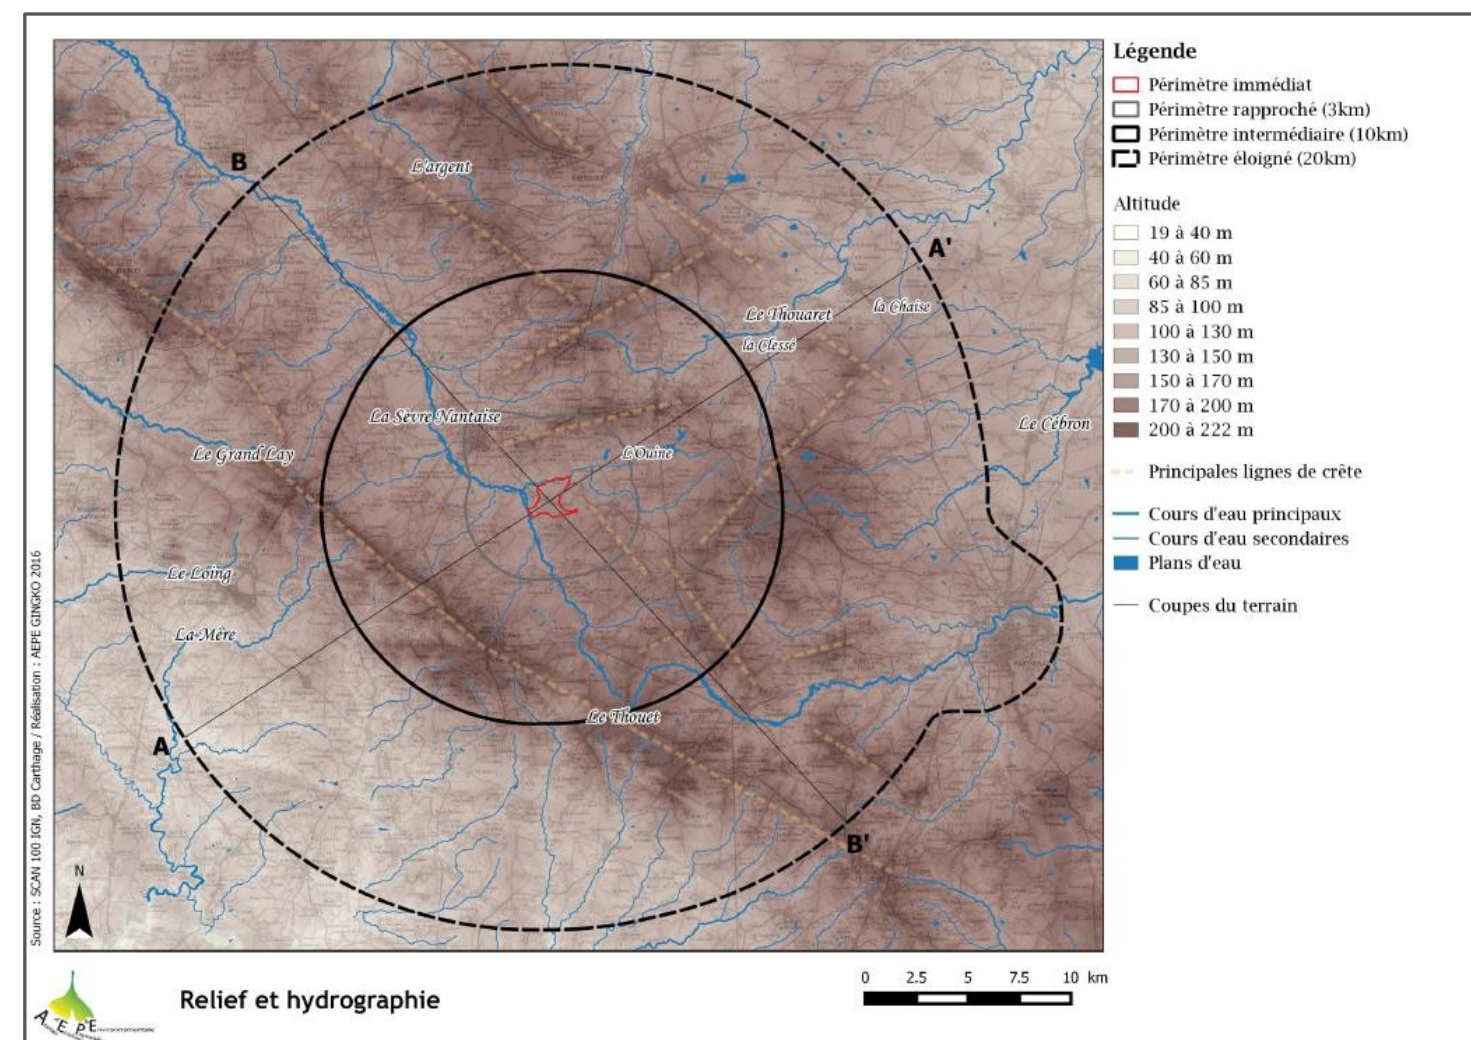 Légende
Périmètre immédiat
Périmètre rapproché (3km)
Périmètre intermédiaire (10km)
Périmètre éloigné (20km)
Altitude
19 à 40 m
40 à 60 m
60 à 85 m
85 à 100 m
100 à 130 m
130 à 150 m
150 à 170 m
170 à 200 m
200 à 222 m
Principales lignes de crête
Cours d'eau principaux
Cours d'eau secondaires
Plans d'eau
Coupes du terrain
B
L'argent
A'
la Chaise
Le Thouaret
la Clessé
La Sèvre Nantaise
Le Cébron
Le Grand Lay
L'Ouine
Le Loing
La Mère
Le Thouet
A
B'
N
Source : SCAN 100 IGN, BD Carthage / Réalisation : AEPE GINGKO 2016
Relief et hydrographie
0 2.5 5 7.5 10 km
A E P E